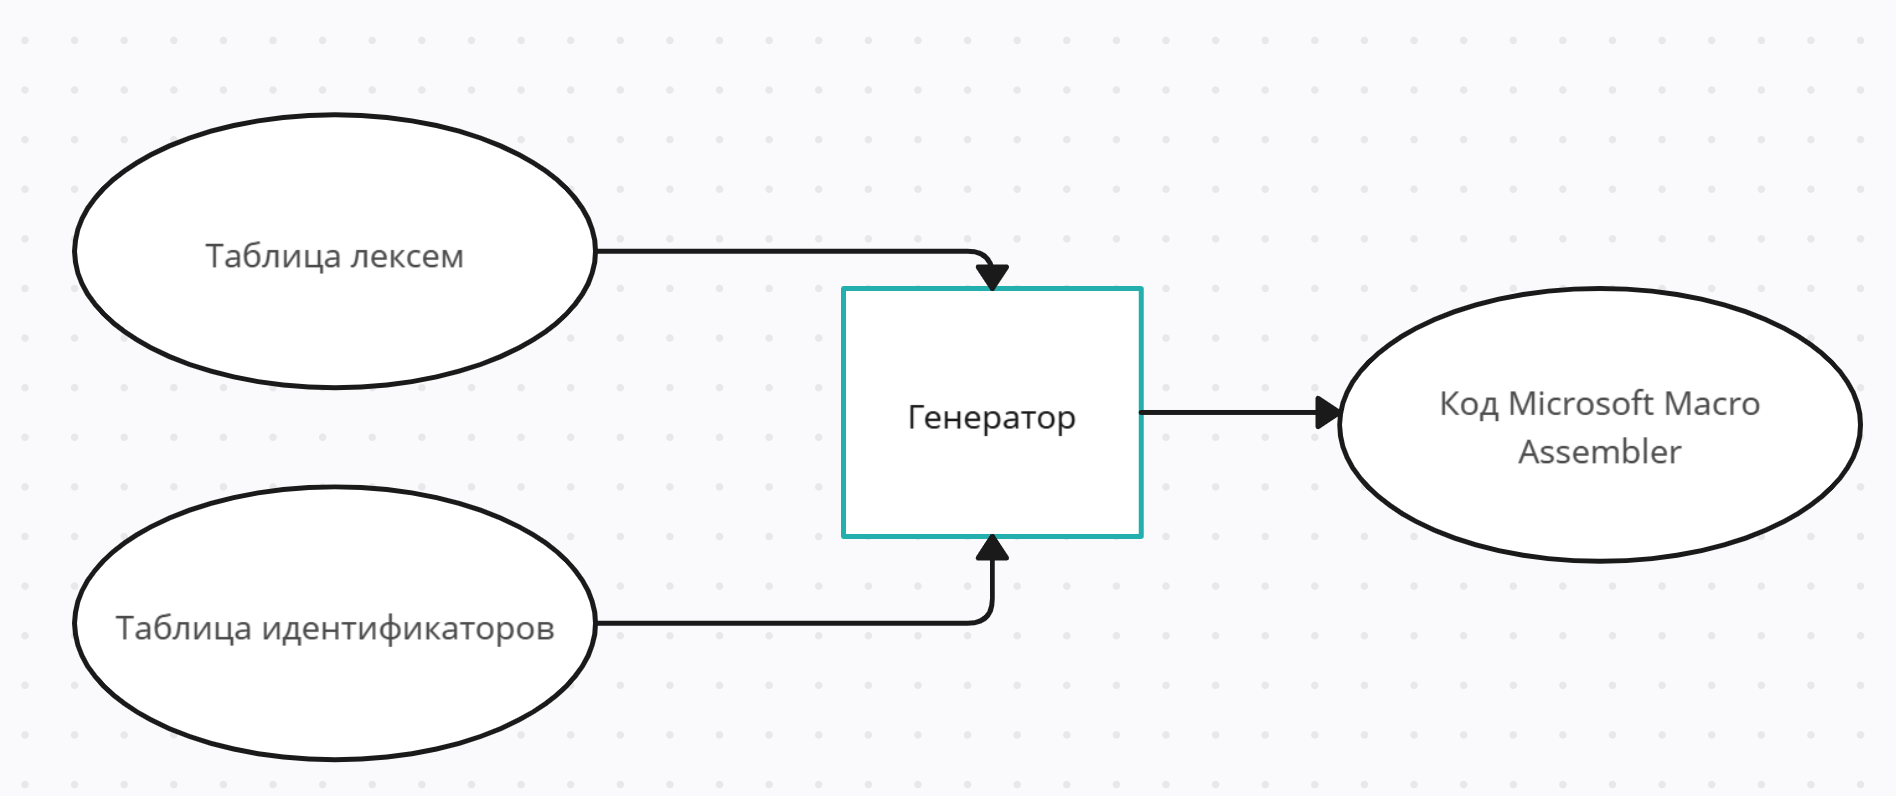 Таблица лексем
Генератор
Код Microsoft Macro
Assembler
Таблица идентификаторов